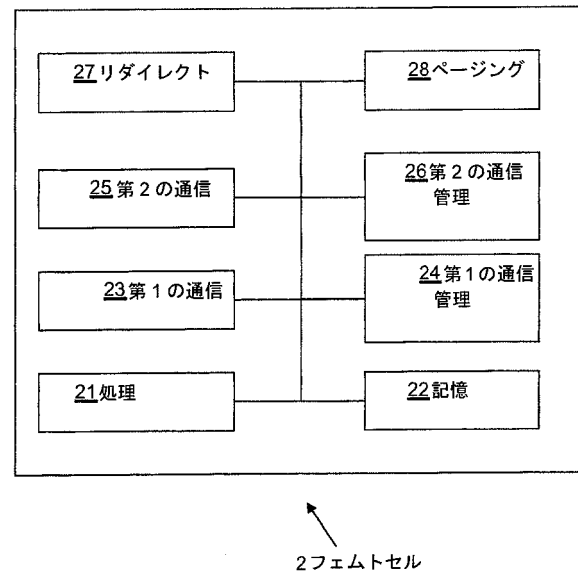 27リダイレクト
28ページング
25第2の通信
26第2の通信
管理
23第1の通信
24第1の通信
管理
21処理
22記憶
2フェムトセル